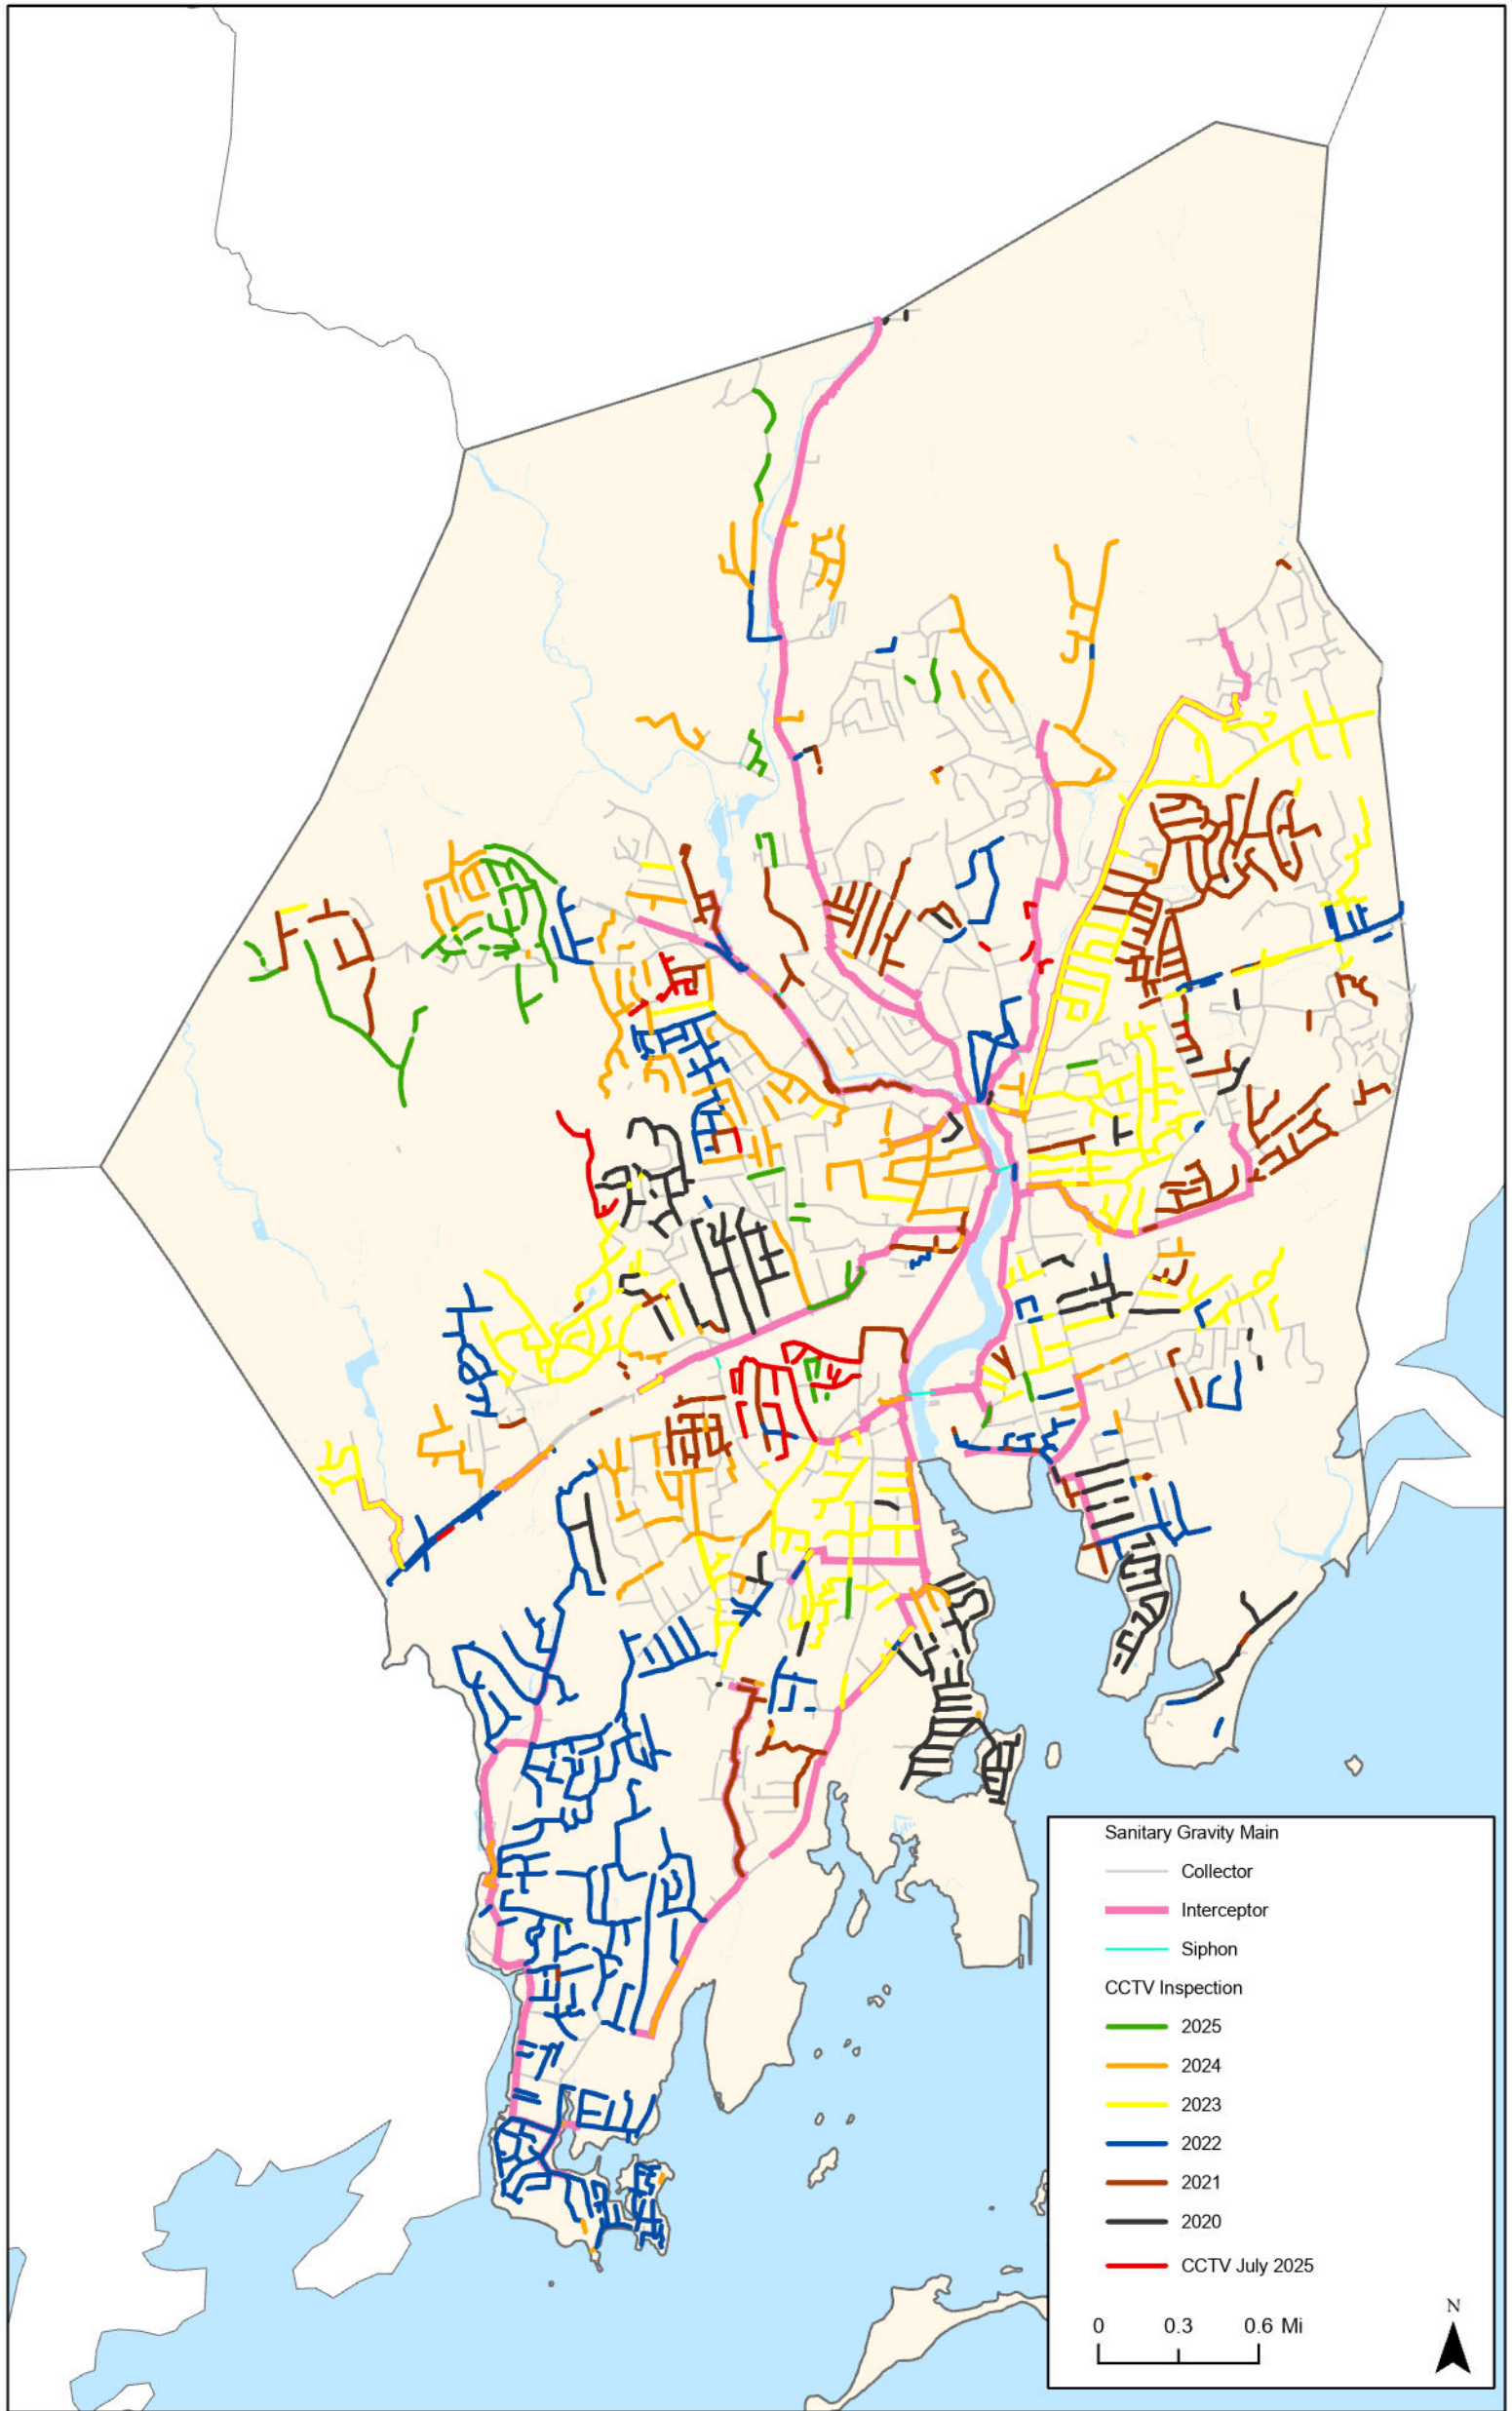 Sanitary Gravity Main
Collector
Interceptor
Siphon
CCTV Inspection
2025
2024
2023
2022
2021
2020
CCTV July 2025
N
0 0.3 0.6 Mi